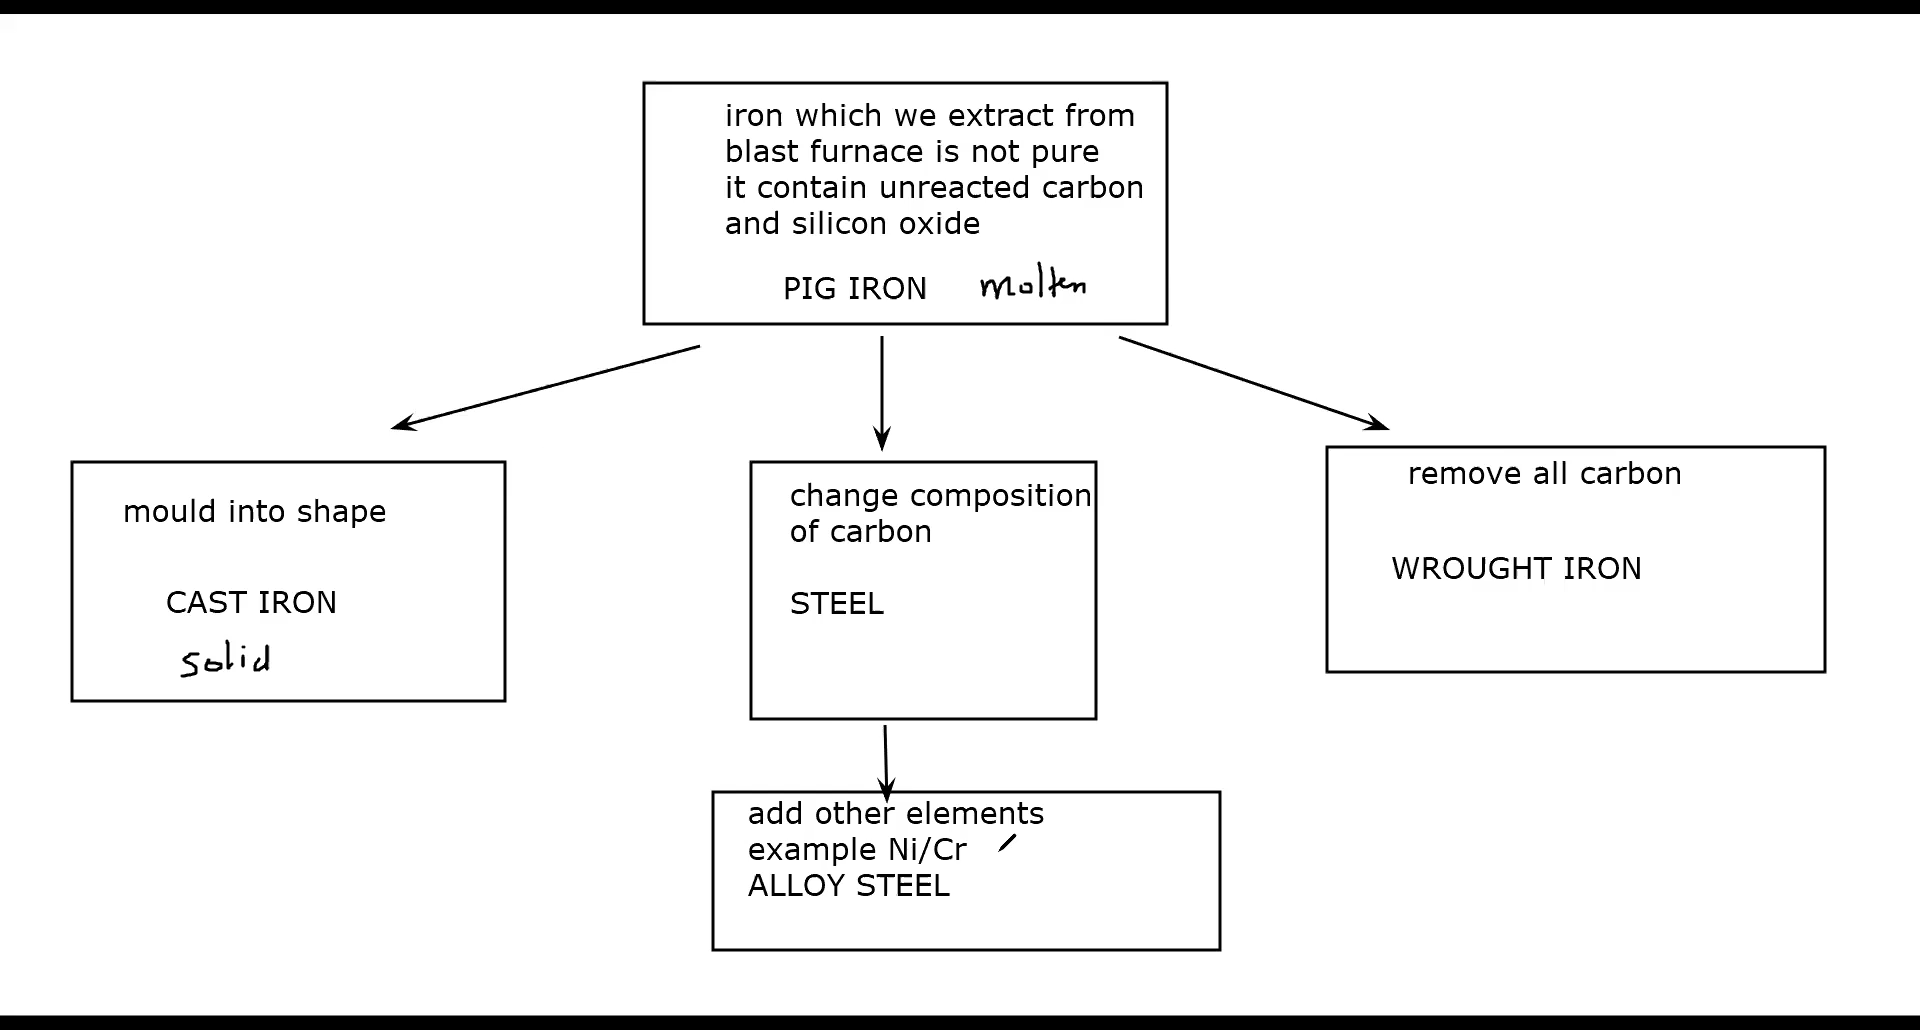 iron which we extract from
blast furnace is not pure
it contain unreacted carbon
and silicon oxide
PIG IRON molten
mould into shape
CAST IRON
solid
change composition
of carbon
STEEL
remove all carbon
WROUGHT IRON
add other elements
example Ni/Cr
ALLOY STEEL